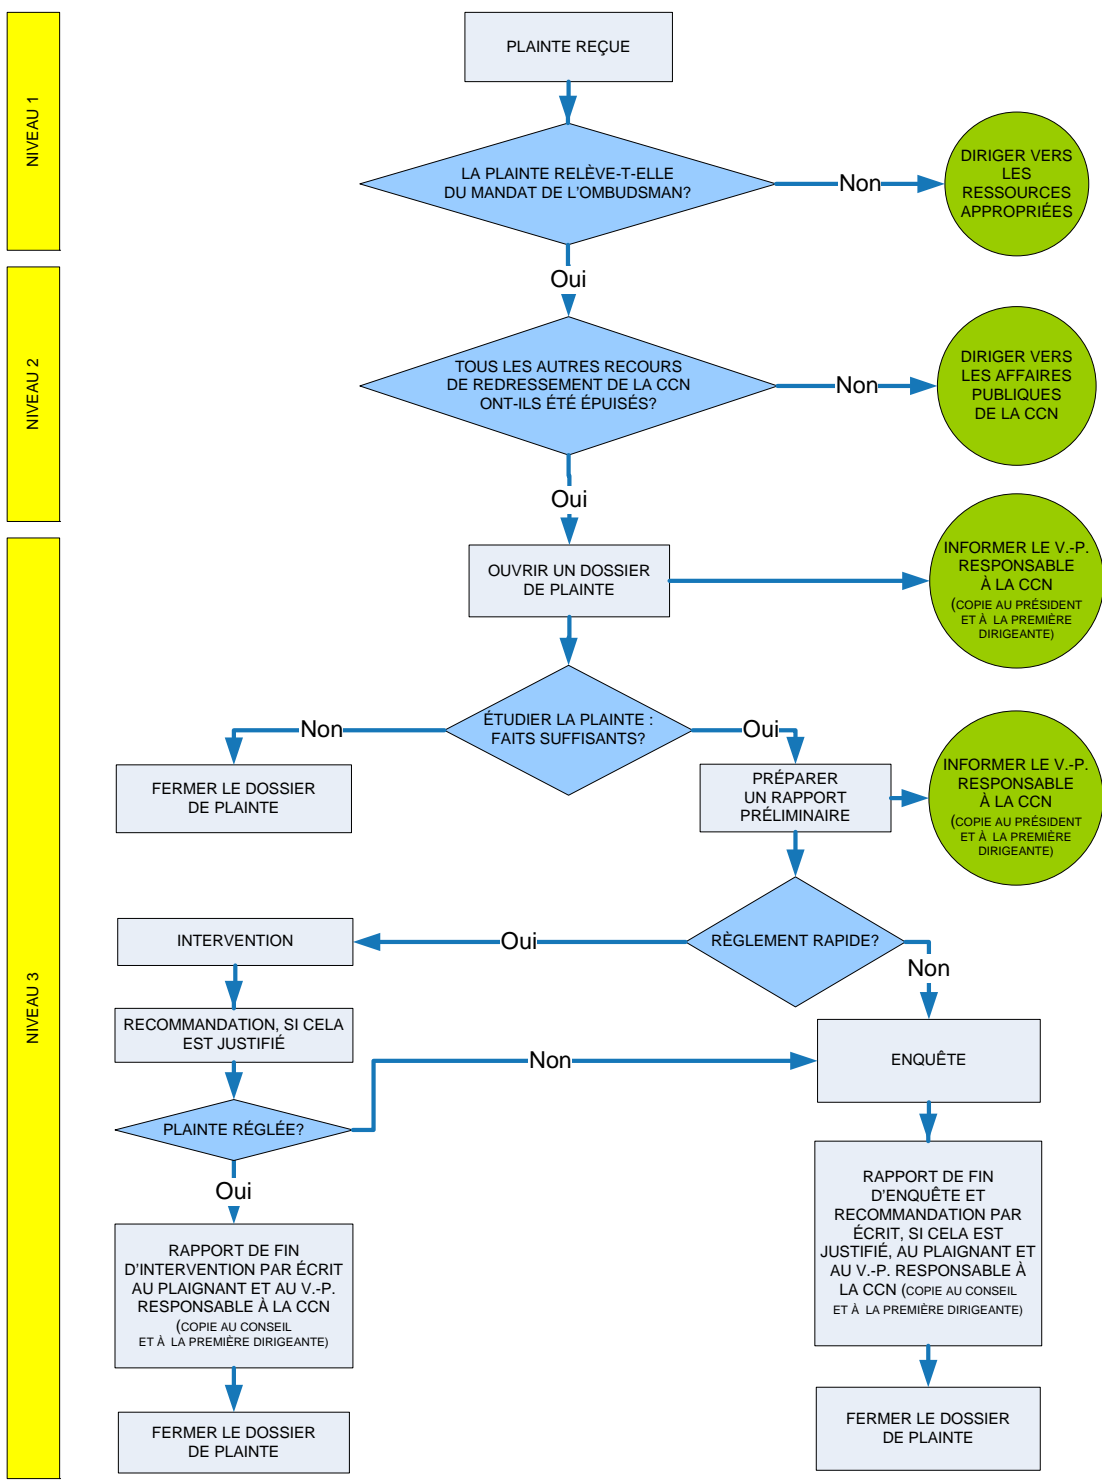 NIVEAU 1
PLAINTE REÇUE
LA PLAINTE RELÈVE-T-ELLE
DU MANDAT DE L'OMBUDSMAN?
Non
DIRIGER VERS
LES
RESSOURCES
APPROPRIÉES
Oui
NIVEAU 2
TOUS LES AUTRES RECOURS
DE REDRESSEMENT DE LA CCN
ONT-ILS ÉTÉ ÉPUISÉS?
Non
DIRIGER VERS
LES AFFAIRES
PUBLIQUES
DE LA CCN
Oui
NIVEAU 3
OUVRIR UN DOSSIER
DE PLAINTE
INFORMER LE V.-P.
RESPONSABLE
À LA CCN
(COPIE AU PRÉSIDENT
ET À LA PREMIÈRE
DIRIGEANTE)
ÉTUDIER LA PLAINTE :
FAITS SUFFISANTS?
Non
Oui
FERMER LE DOSSIER
DE PLAINTE
PRÉPARER
UN RAPPORT
PRÉLIMINAIRE
INFORMER LE V.-P.
RESPONSABLE
À LA CCN
(COPIE AU PRÉSIDENT
ET À LA PREMIÈRE
DIRIGEANTE)
RÈGLEMENT RAPIDE?
Oui
Non
INTERVENTION
RECOMMANDATION, SI CELA
EST JUSTIFIÉ
ENQUÊTE
Non
PLAINTE RÉGLÉE?
Oui
RAPPORT DE FIN
D'INTERVENTION PAR ÉCRIT
AU PLAIGNANT ET AU V.-P.
RESPONSABLE À LA CCN
(COPIE AU CONSEIL
ET À LA PREMIÈRE DIRIGEANTE)
RAPPORT DE FIN
D'ENQUÊTE ET
RECOMMANDATION PAR
ÉCRIT, SI CELA EST
JUSTIFIÉ, AU PLAIGNANT ET
AU V.-P. RESPONSABLE À
LA CCN (COPIE AU CONSEIL
ET À LA PREMIÈRE DIRIGEANTE)
FERMER LE DOSSIER
DE PLAINTE
FERMER LE DOSSIER
DE PLAINTE